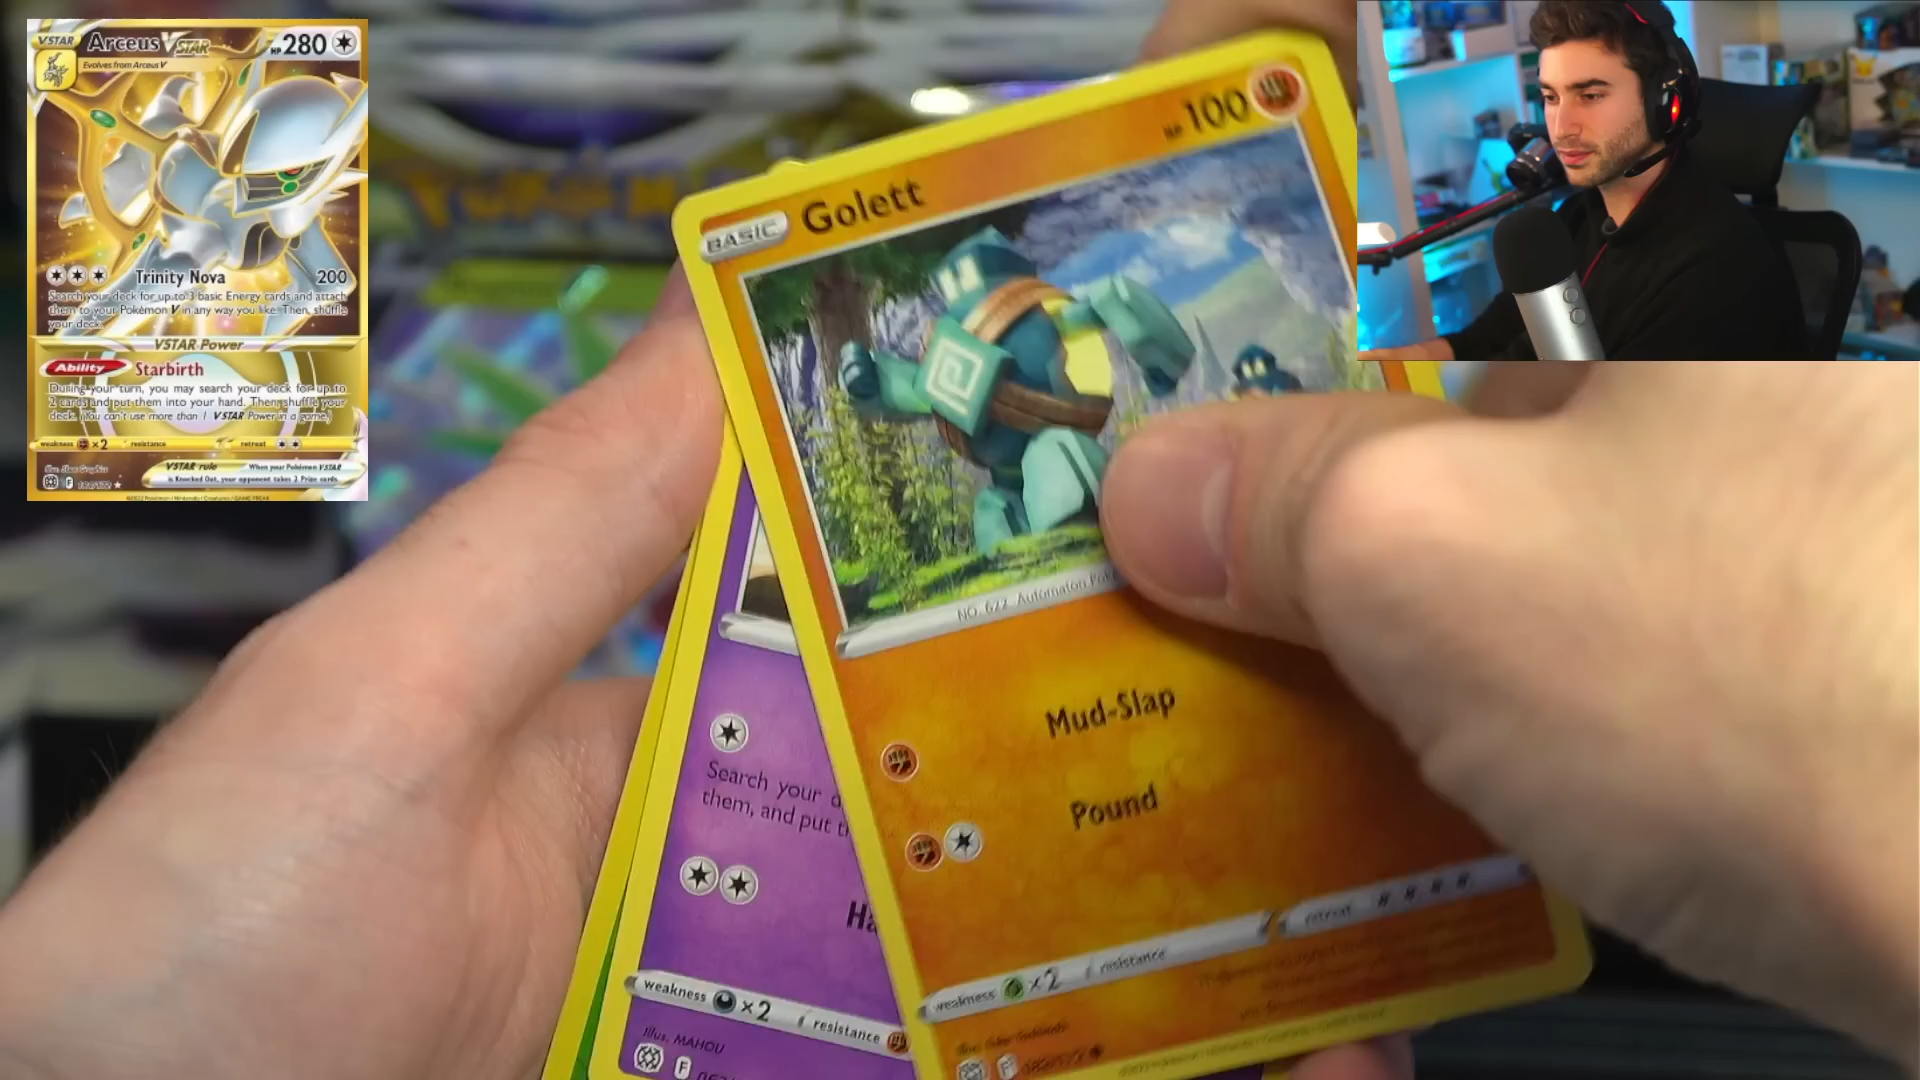 VSTAR Arceus VSTAR HP 280
Evolves from Arceus V
Trinity Nova 200
Search your deck for up to 3 basic Energy cards and attach
them to your Pokémon V in any way you like. Then, shuffle
your deck.
VSTAR Power
Ability Starbirth
During your turn, you may search your deck for up to
2 cards and put them into your hand. Then, shuffle your
deck. (You can't use more than 1 VSTAR Power in a game.)
weakness ×2 resistance retreat
VSTAR rule When your Pokémon VSTAR
is Knocked Out, your opponent takes 2 Prize cards.
F
©2022 Pokémon / Nintendo / Creatures / GAME FREAK
BASIC Golett HP 100
NO. 622 Automaton
Mud-Slap
Pound
weakness ×2 resistance retreat
Search your
them, and put
weakness ×2 resistance
Illus. MAHOU
F